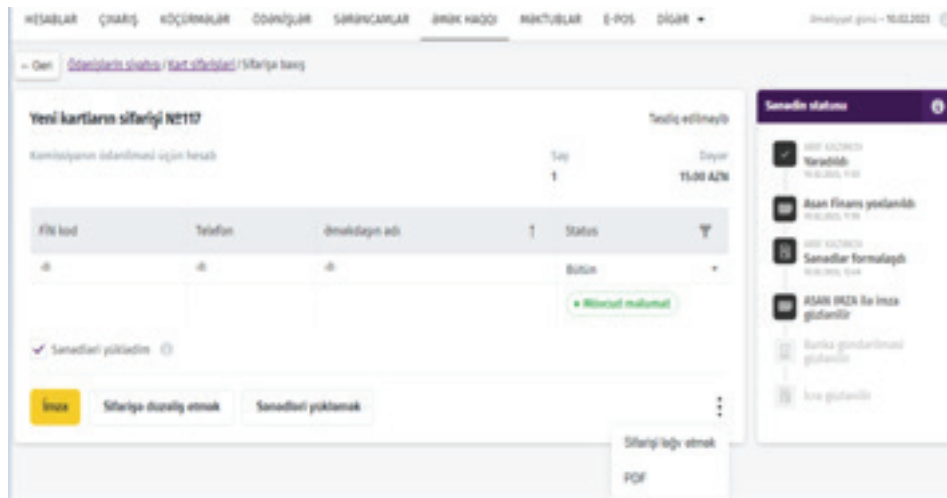 HESABLAR ÇIXARIŞ KÖÇÜRMƏLƏR ÖDƏNİŞLƏR SƏRƏNCAMLAR ƏMƏK HAQQI MƏKTUBLAR E-POS DİGƏR
Əməliyyat günü - 10.02.2023
← Geri Ödənişlərin siyahısı / Kart sifarişləri / Sifarişə baxış
Yeni kartların sifarişi №117
Təsdiq edilməyib
Komissiyanın ödənilməsi üçün hesab
Say
Dəyər
1
15.00 AZN
FİN kod Telefon Əməkdaşın adı Status
Bütün
Mövcud məlumat
Sənədləri yüklədim
İmza Sifarişə düzəliş etmək Sənədləri yükləmək
Sifarişi ləğv etmək
PDF
Sənədin statusu
Yaradıldı
Asan Finans yoxlanıldı
Sənədlər formalaşdı
ASAN İMZA ilə imza
gözlənilir
Banka göndərilməsi
gözlənilir
İcra gözlənilir